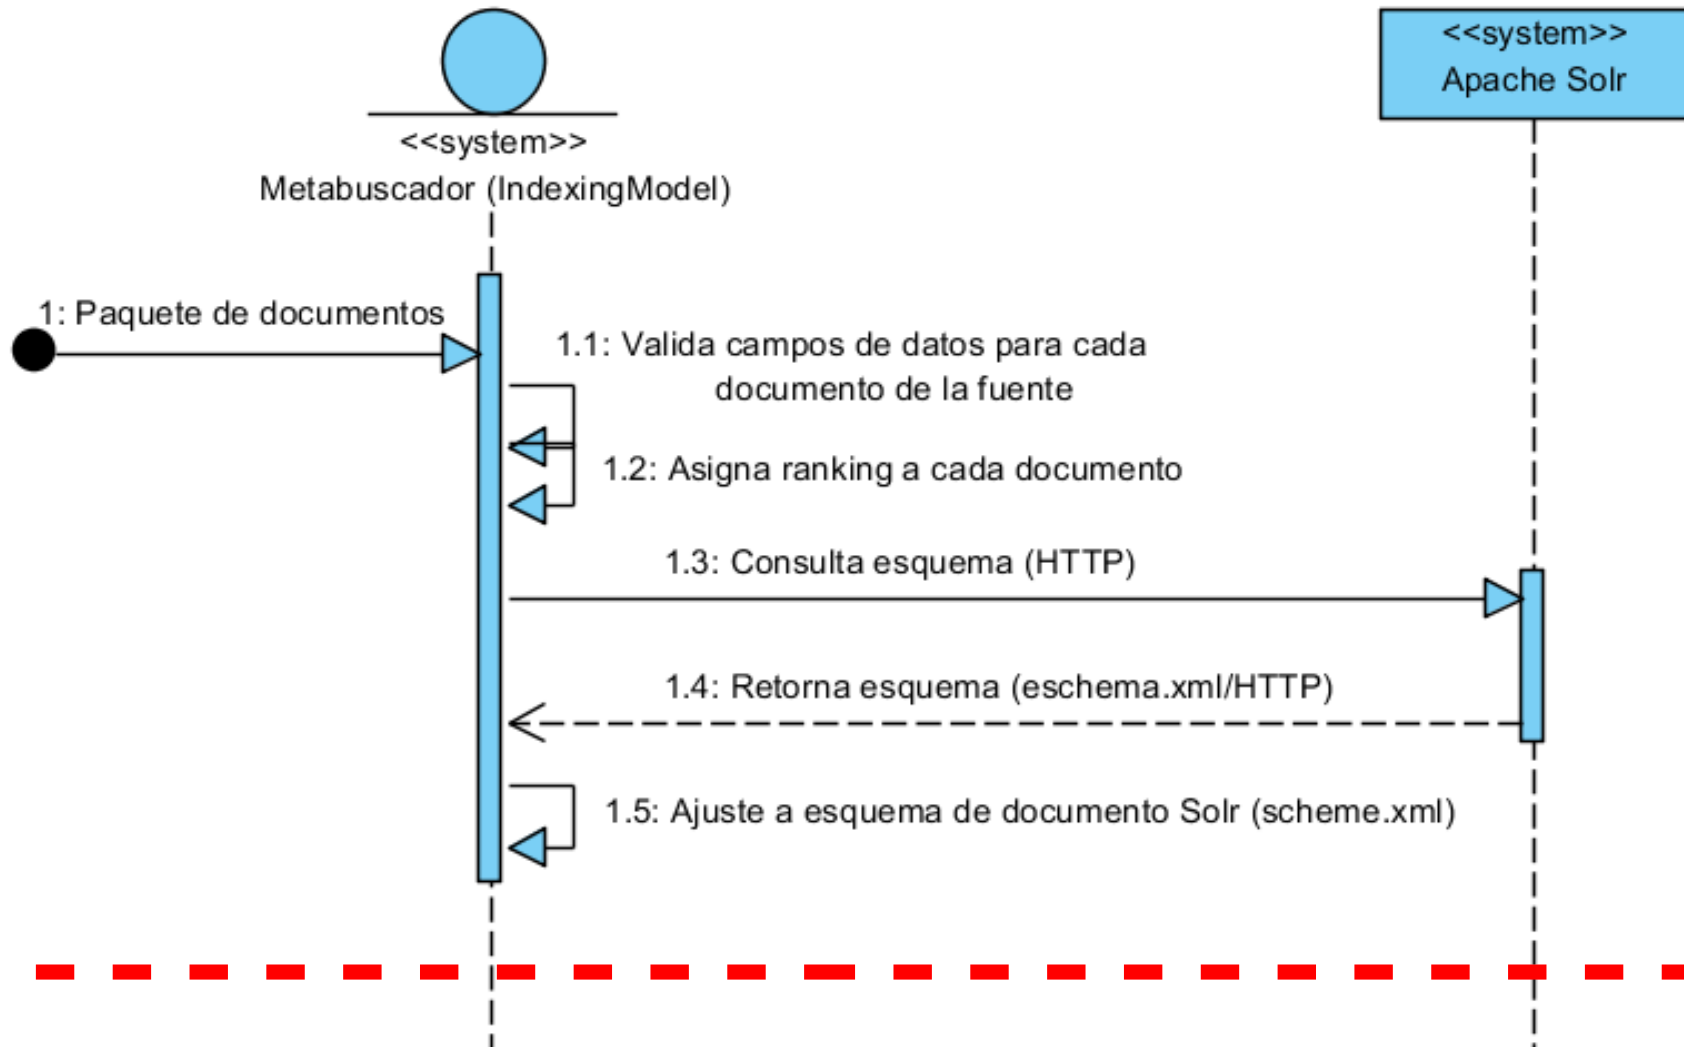 <<system>>
Metabuscador (IndexingModel)
<<system>>
Apache Solr
1: Paquete de documentos
1.1: Valida campos de datos para cada
documento de la fuente
1.2: Asigna ranking a cada documento
1.3: Consulta esquema (HTTP)
1.4: Retorna esquema (eschema.xml/HTTP)
1.5: Ajuste a esquema de documento Solr (scheme.xml)